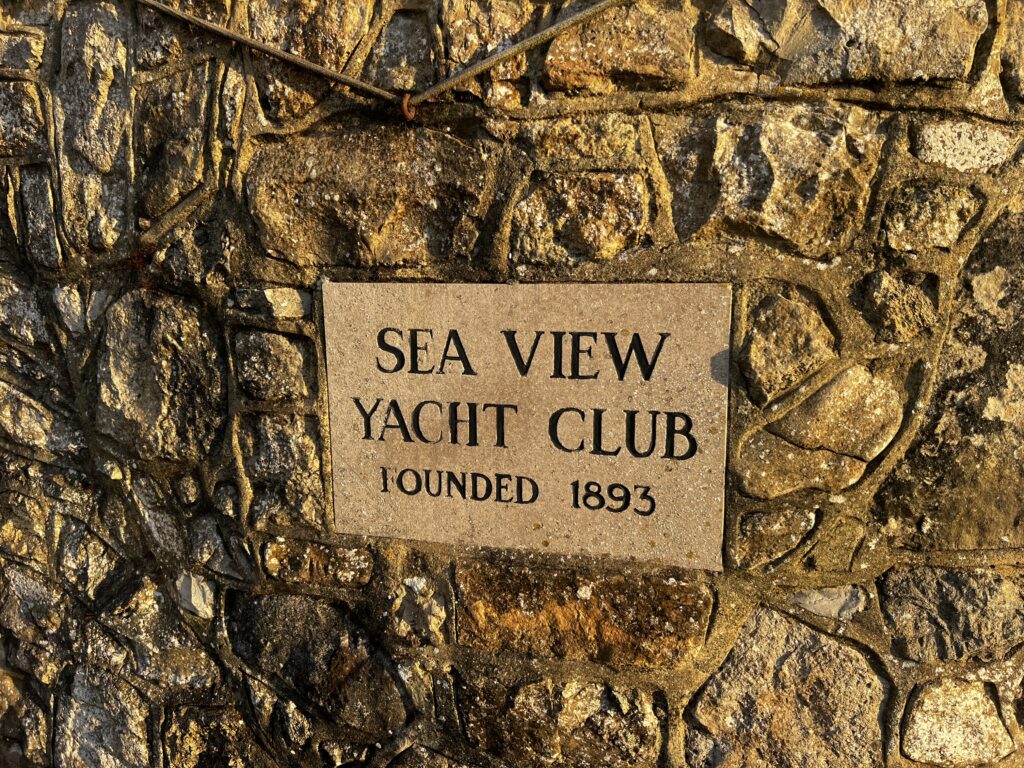 SEA VIEW
YACHT CLUB
FOUNDED 1893